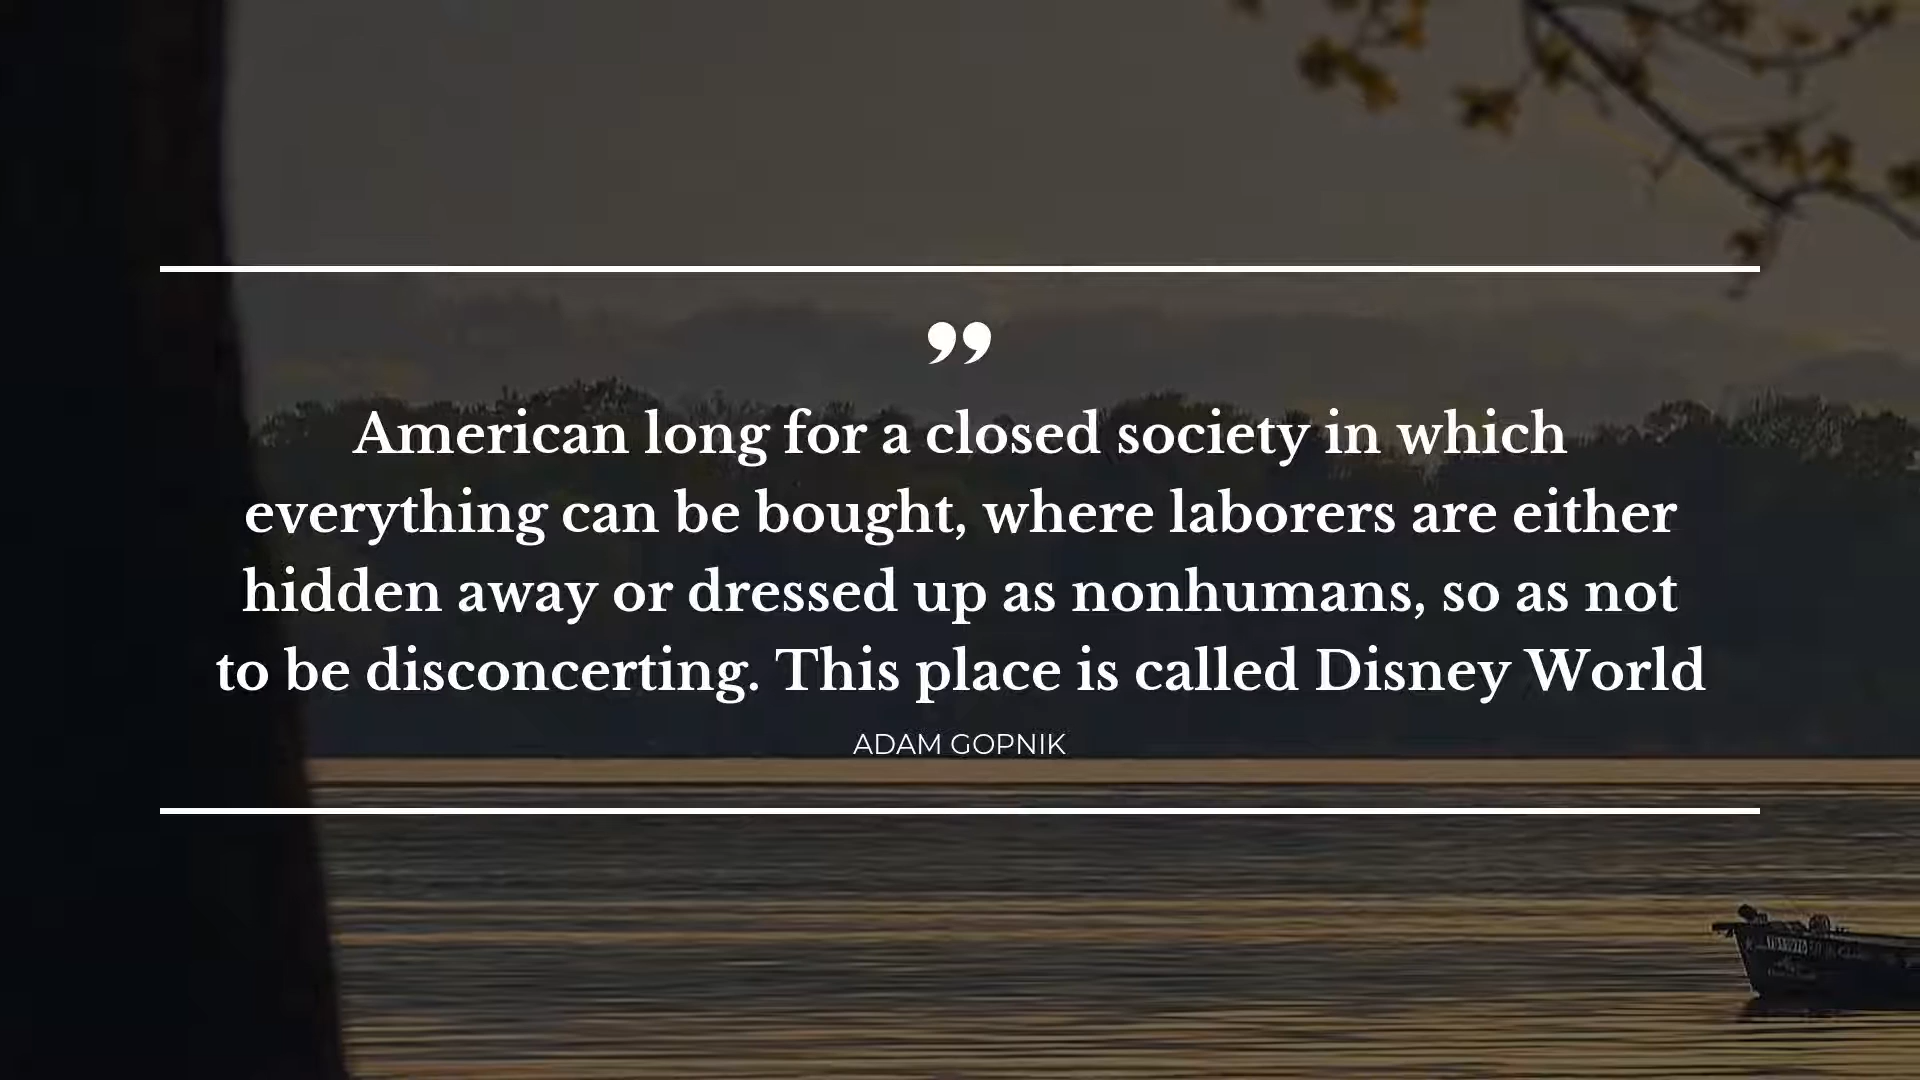 ”
American long for a closed society in which
everything can be bought, where laborers are either
hidden away or dressed up as nonhumans, so as not
to be disconcerting. This place is called Disney World
ADAM GOPNIK